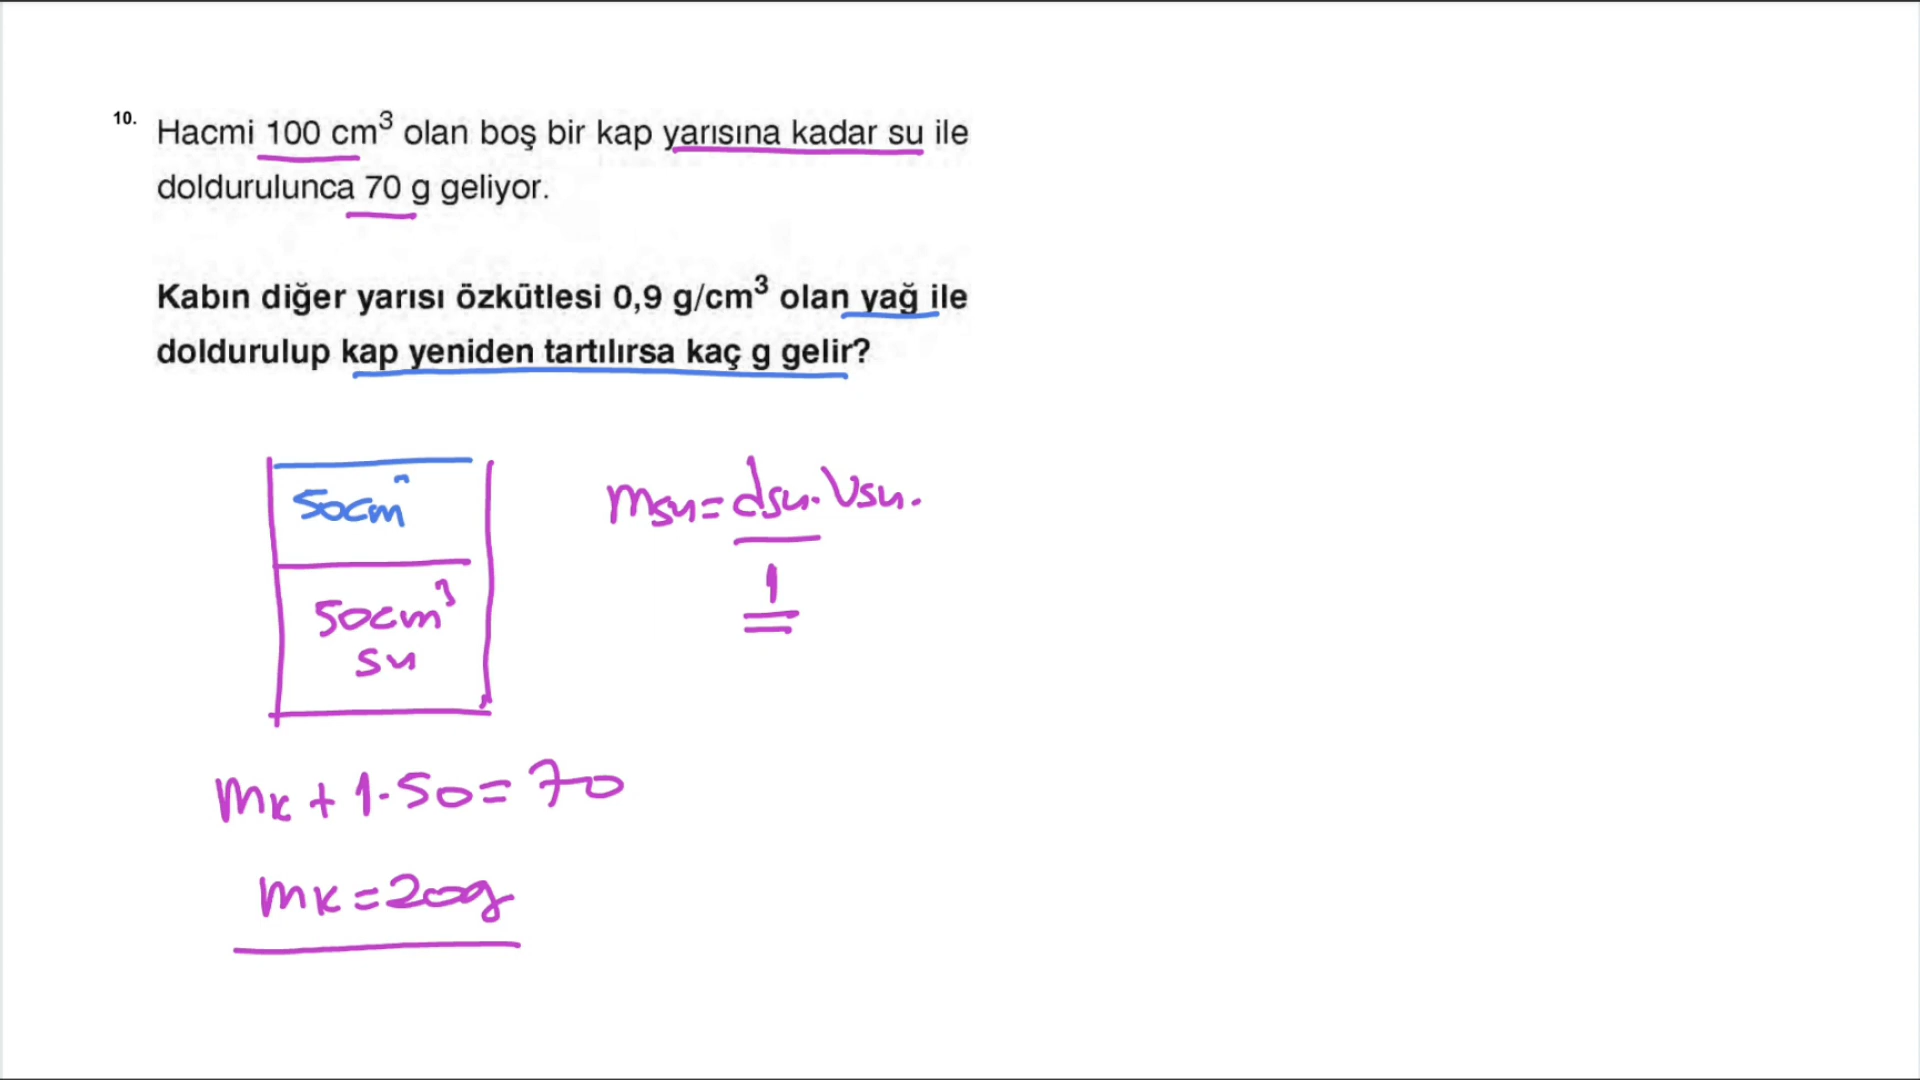 10.
Hacmi 100 cm³ olan boş bir kap yarısına kadar su ile
doldurulunca 70 g geliyor.
Kabın diğer yarısı özkütlesi 0,9 g/cm³ olan yağ ile
doldurulup kap yeniden tartılırsa kaç g gelir?
50cm
50cm³
su
msu=dsu.Vsu.
1
mk + 1.50=70
mk=20g